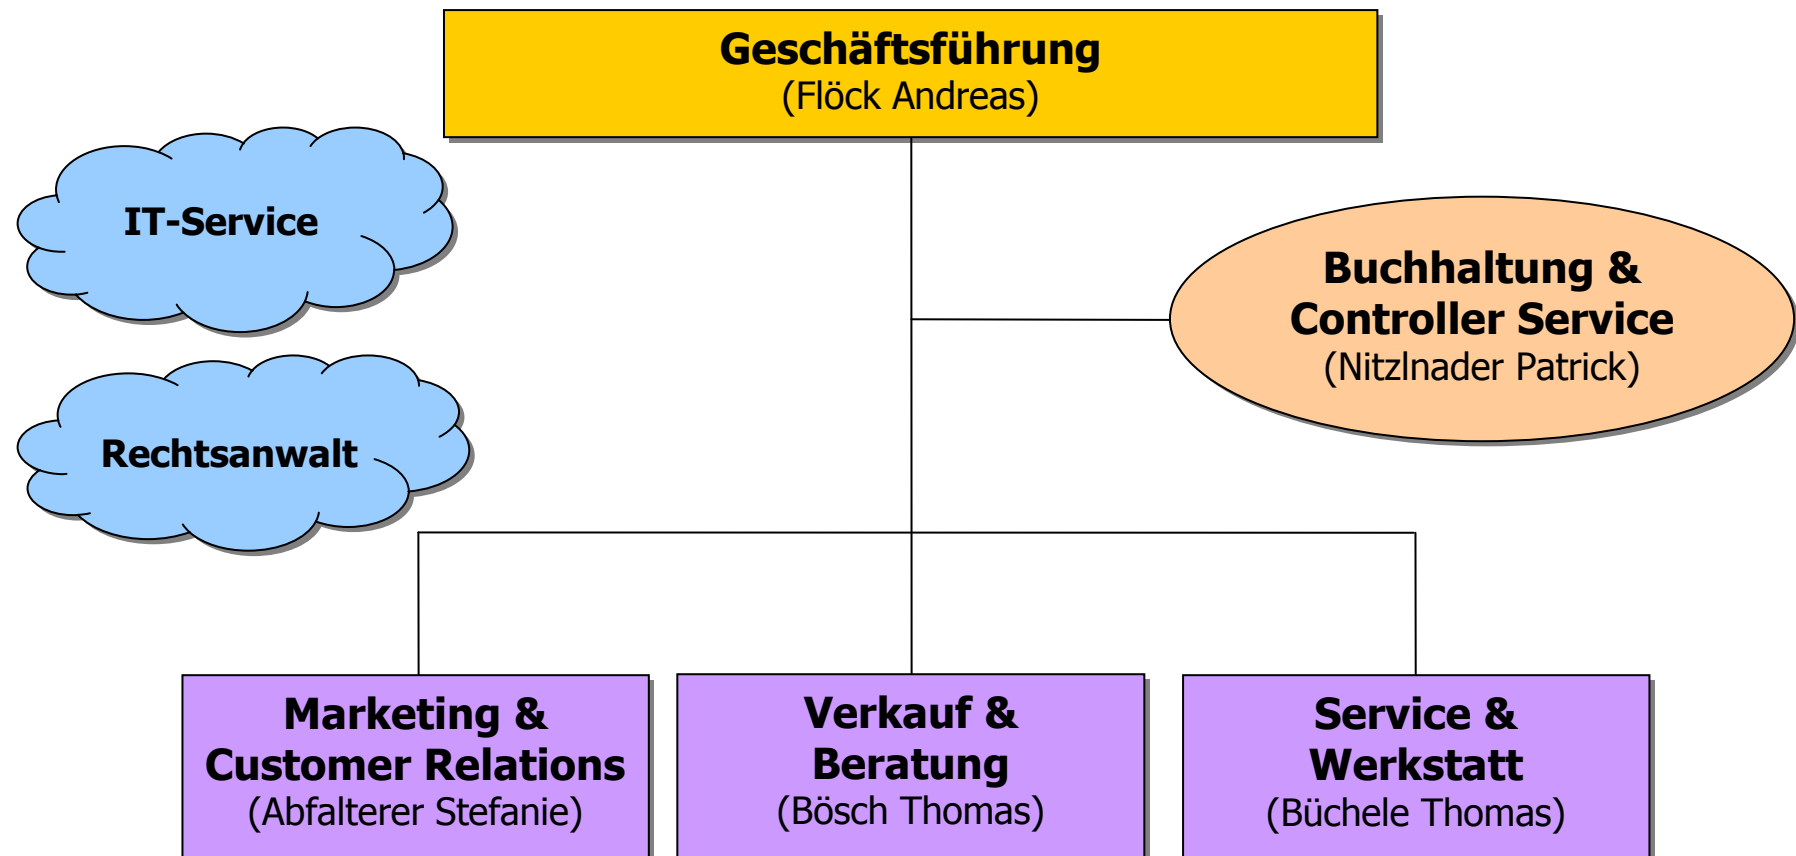 Geschäftsführung
(Flöck Andreas)
IT-Service
Buchhaltung &
Controller Service
(Nitzlnader Patrick)
Rechtsanwalt
Marketing &
Customer Relations
(Abfalterer Stefanie)
Verkauf &
Beratung
(Bösch Thomas)
Service &
Werkstatt
(Büchele Thomas)